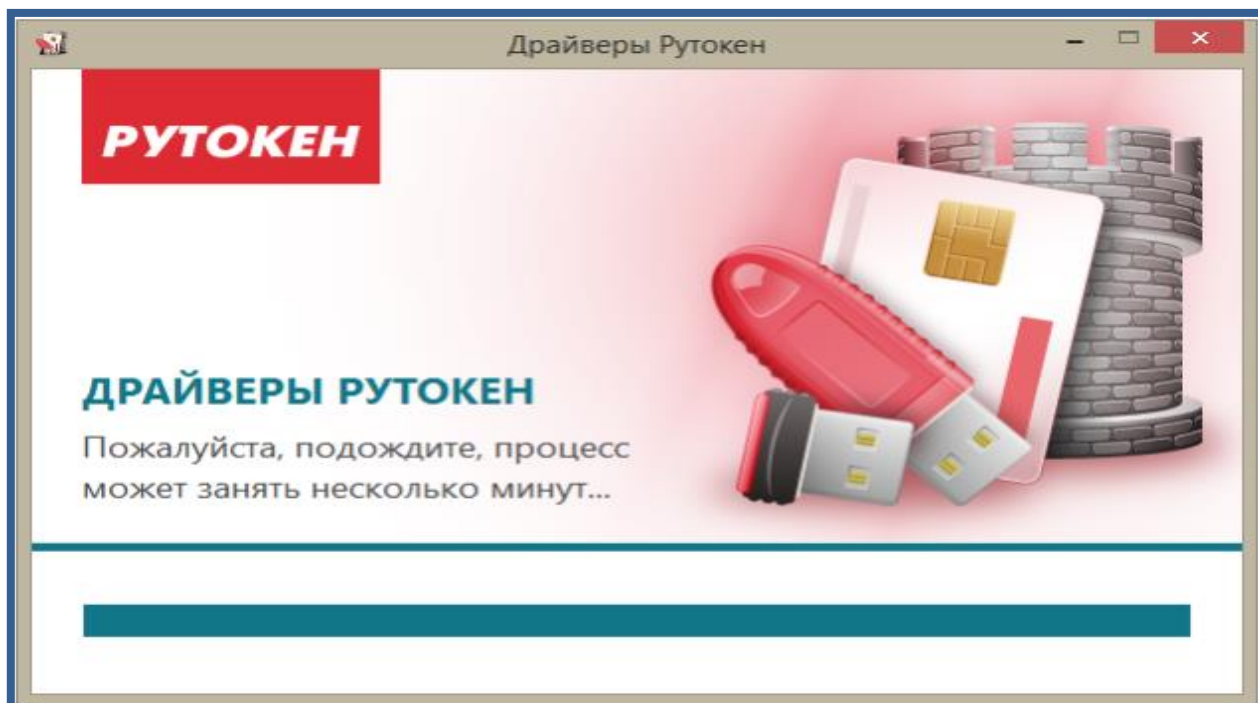 Драйверы Рутокен
РУТОКЕН
ДРАЙВЕРЫ РУТОКЕН
Пожалуйста, подождите, процесс
может занять несколько минут...